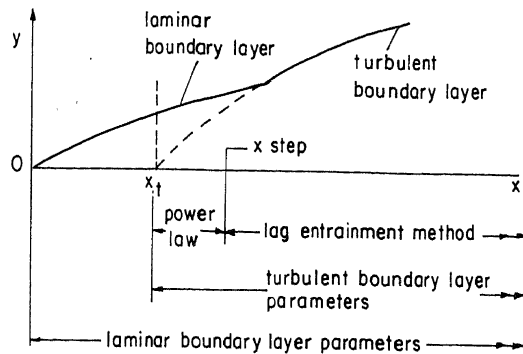 y
laminar
boundary layer
turbulent
boundary layer
x step
O
xt
x
power
law
lag entrainment method
turbulent boundary layer
parameters
laminar boundary layer parameters